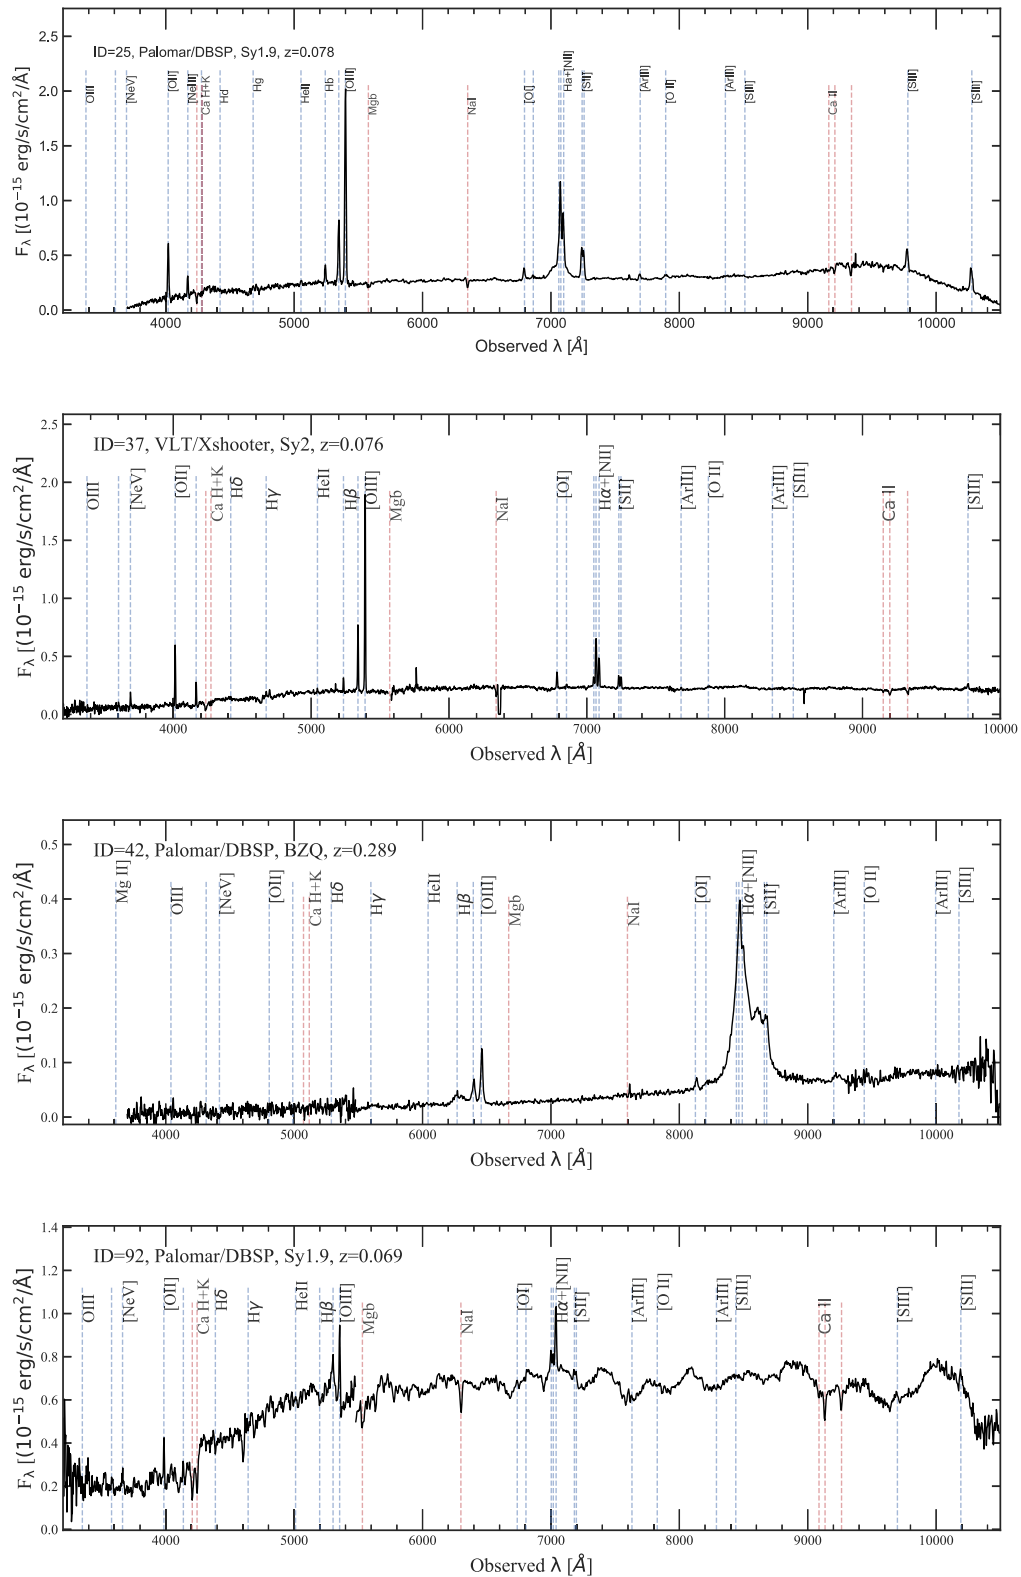 ID=25, Palomar/DBSP, Sy1.9, z=0.078
OIII [NeV] [OII] [NeIII] Ca H+K Hd Hg HeII Hb [OIII] Mgb NaI [OI] Ha+[NII] [SII] [ArIII] [O II] [ArIII] [SIII] Ca II [SIII] [SIII]
2.5
2.0
1.5
1.0
0.5
0.0
Fλ [(10⁻¹⁵ erg/s/cm²/Å]
4000 5000 6000 7000 8000 9000 10000
Observed λ [Å]
ID=37, VLT/Xshooter, Sy2, z=0.076
OIII [NeV] [OII] Ca H+K Hδ Hγ HeII Hβ [OIII] Mgb NaI [OI] Hα+[NII] [SII] [ArIII] [O II] [ArIII] [SIII] Ca II [SIII]
2.5
2.0
1.5
1.0
0.5
0.0
Fλ [(10⁻¹⁵ erg/s/cm²/Å]
4000 5000 6000 7000 8000 9000 10000
Observed λ [Å]
ID=42, Palomar/DBSP, BZQ, z=0.289
Mg II] OIII [NeV] [OII] Ca H+K Hδ Hγ HeII Hβ [OIII] Mgb NaI [OI] Hα+[NII] [SII] [ArIII] [O II] [ArIII] [SIII]
0.5
0.4
0.3
0.2
0.1
0.0
Fλ [(10⁻¹⁵ erg/s/cm²/Å]
4000 5000 6000 7000 8000 9000 10000
Observed λ [Å]
ID=92, Palomar/DBSP, Sy1.9, z=0.069
OIII [NeV] [OII] Ca H+K Hδ Hγ HeII Hβ [OIII] Mgb NaI [OI] Hα+[NII] [SII] [ArIII] [O II] [ArIII] [SIII] Ca II [SIII] [SIII]
1.4
1.2
1.0
0.8
0.6
0.4
0.2
0.0
Fλ [(10⁻¹⁵ erg/s/cm²/Å]
4000 5000 6000 7000 8000 9000 10000
Observed λ [Å]